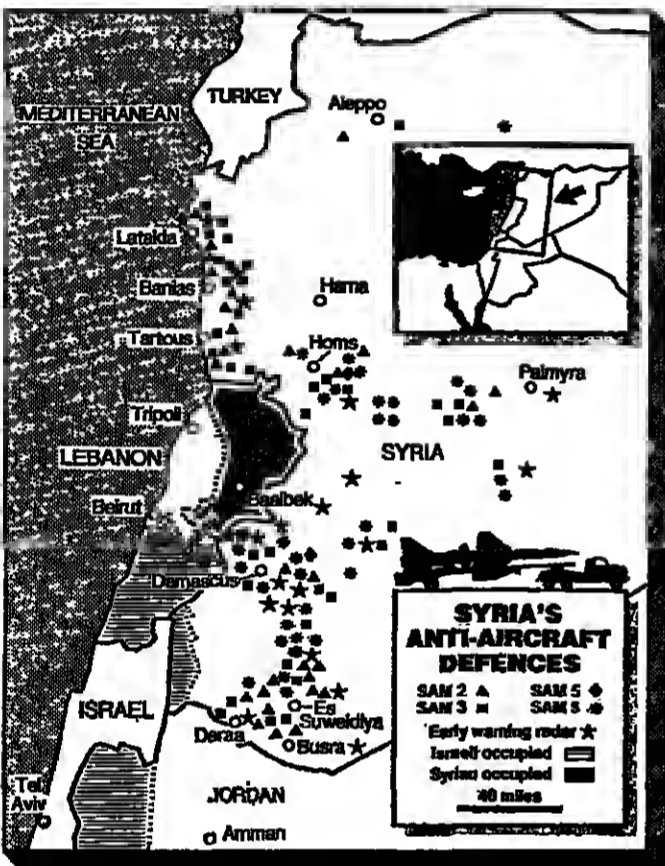 TURKEY
Aleppo
MEDITERRANEAN
SEA
Latakia
Banias
Hama
Tartous
Homs
Palmyra
Tripoli
LEBANON
SYRIA
Baalbek
Beirut
Damascus
SYRIA'S
ANTI-AIRCRAFT
DEFENCES
SAM 2 SAM 5
SAM 3 SAM
Early warning radar
Israeli occupied
Syrian occupied
40 miles
ISRAEL
Es
Suweidiya
Deraa
Busra
Tel
Aviv
JORDAN
Amman